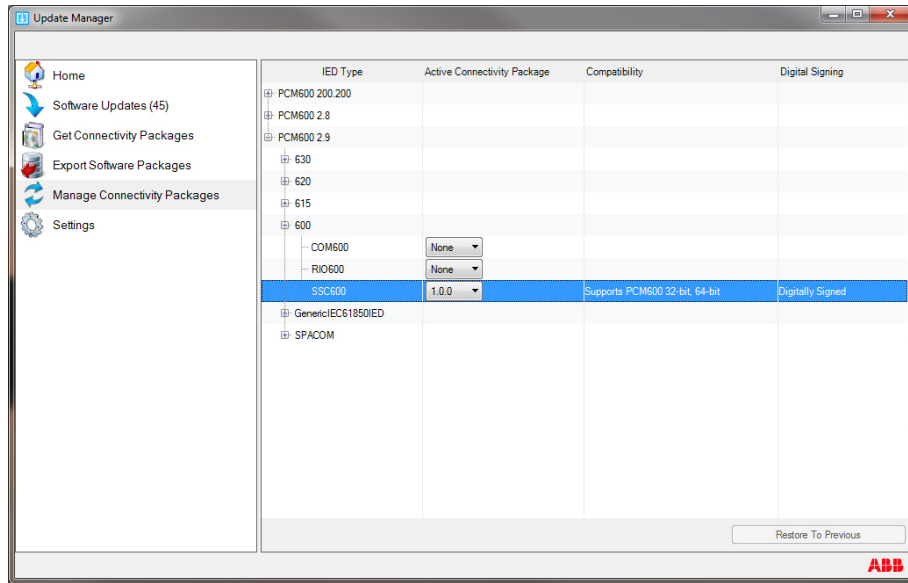 Update Manager
Home
Software Updates (45)
Get Connectivity Packages
Export Software Packages
Manage Connectivity Packages
Settings
IED Type Active Connectivity Package Compatibility Digital Signing
PCM600 200.200
PCM600 2.8
PCM600 2.9
630
620
615
600
COM600 None
RIO600 None
SSC600 1.0.0 Supports PCM600 32-bit, 64-bit Digitally Signed
GenericIEC61850IED
SPACOM
Restore To Previous
ABB